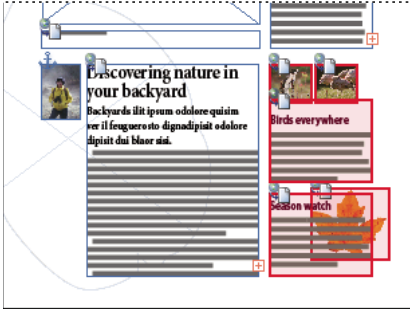 Discovering nature in
your backyard
Backyards ilit ipsum odolore quisim
ver il feuguerosto dignadipisit odolore
dipisit dui blaor sisi.
Birds everywhere
Season watch